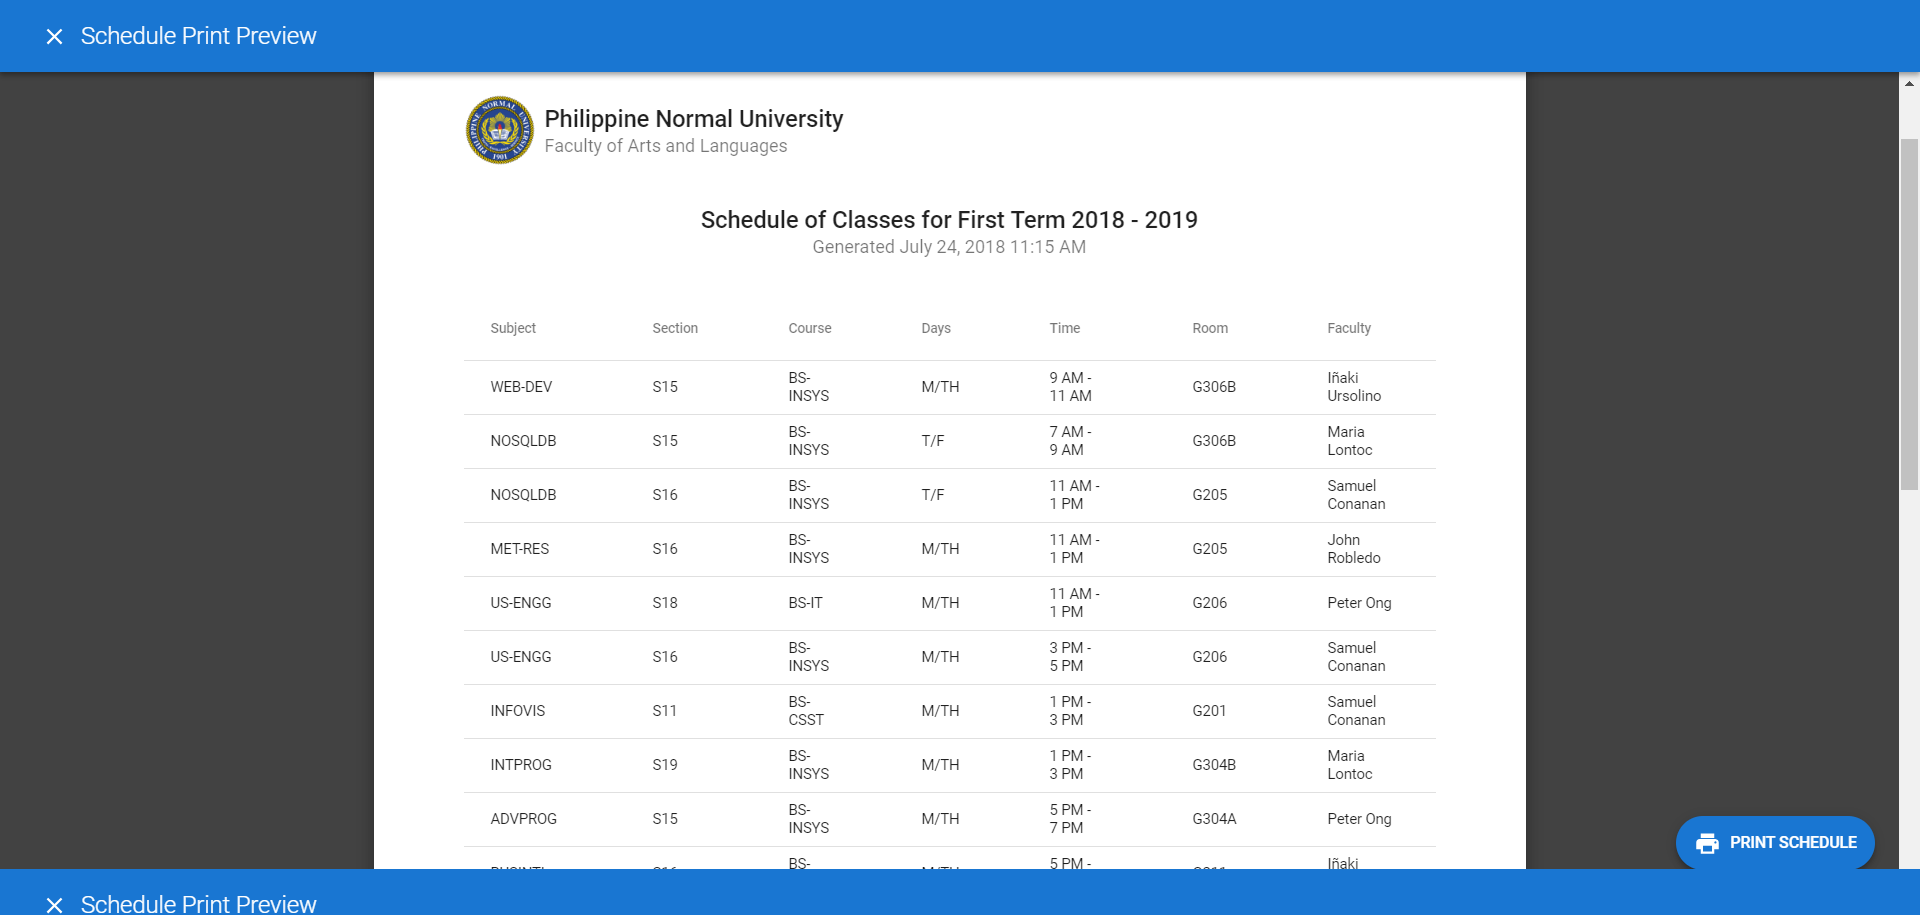 Schedule Print Preview
PHILIPPINE NORMAL UNIVERSITY
1901
Philippine Normal University
Faculty of Arts and Languages
Schedule of Classes for First Term 2018 - 2019
Generated July 24, 2018 11:15 AM
Subject Section Course Days Time Room Faculty
WEB-DEV S15 BS-INSYS M/TH 9 AM - 11 AM G306B Iñaki Ursolino
NOSQLDB S15 BS-INSYS T/F 7 AM - 9 AM G306B Maria Lontoc
NOSQLDB S16 BS-INSYS T/F 11 AM - 1 PM G205 Samuel Conanan
MET-RES S16 BS-INSYS M/TH 11 AM - 1 PM G205 John Robledo
US-ENGG S18 BS-IT M/TH 11 AM - 1 PM G206 Peter Ong
US-ENGG S16 BS-INSYS M/TH 3 PM - 5 PM G206 Samuel Conanan
INFOVIS S11 BS-CSST M/TH 1 PM - 3 PM G201 Samuel Conanan
INTPROG S19 BS-INSYS M/TH 1 PM - 3 PM G304B Maria Lontoc
ADVPROG S15 BS-INSYS M/TH 5 PM - 7 PM G304A Peter Ong
BS- 5 PM - Iñaki
PRINT SCHEDULE
Schedule Print Preview